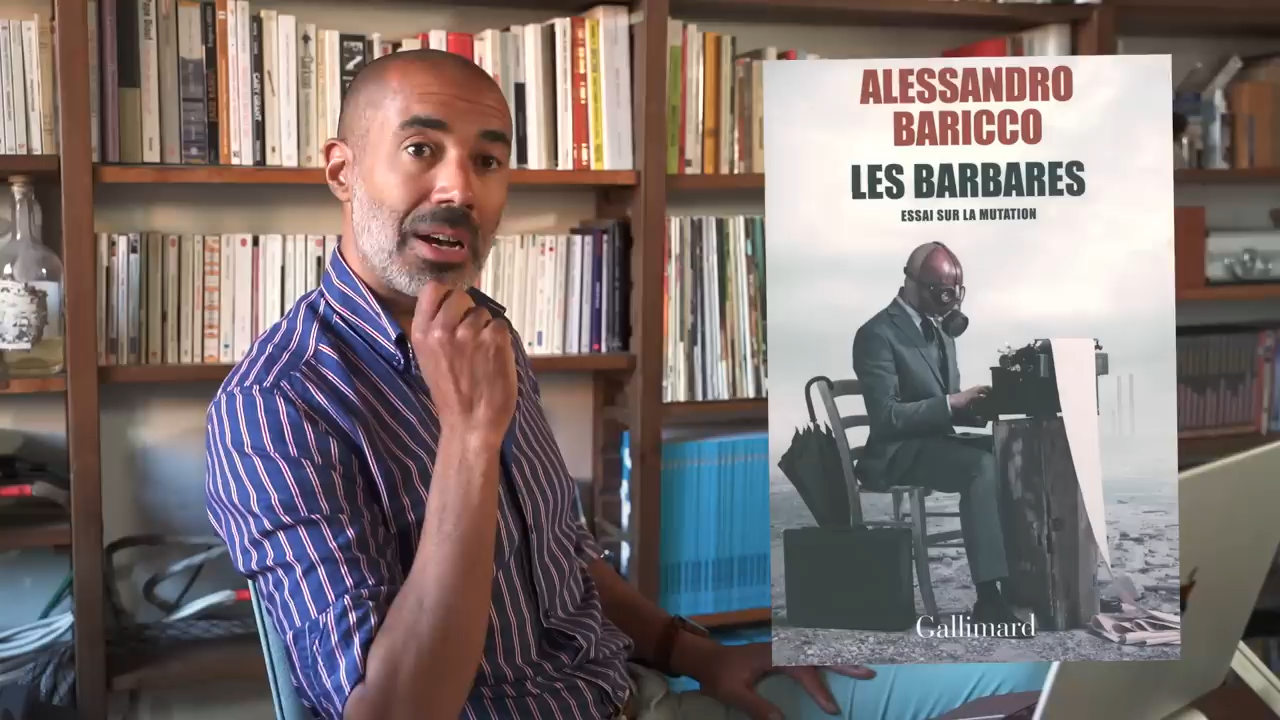 ALESSANDRO
BARICCO
LES BARBARES
ESSAI SUR LA MUTATION
Gallimard